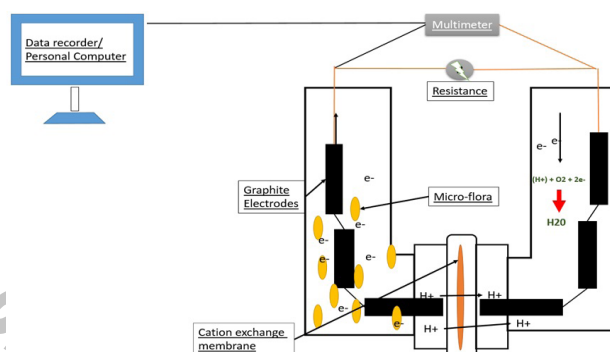 Data recorder/
Personal Computer
Multimeter
Resistance
Graphite
Electrodes
Micro-flora
e-
e-
e-
e-
e-
e-
e-
e-
e-
(H+) + O2 + 2e-
H20
H+
H+
H+
H+
Cation exchange
membrane